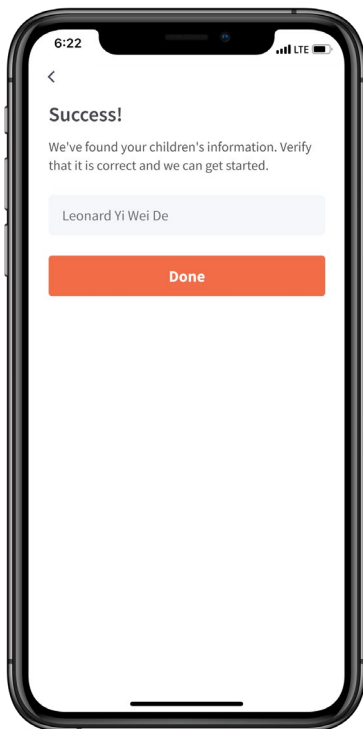 6:22
LTE
Success!
We've found your children's information. Verify
that it is correct and we can get started.
Leonard Yi Wei De
Done